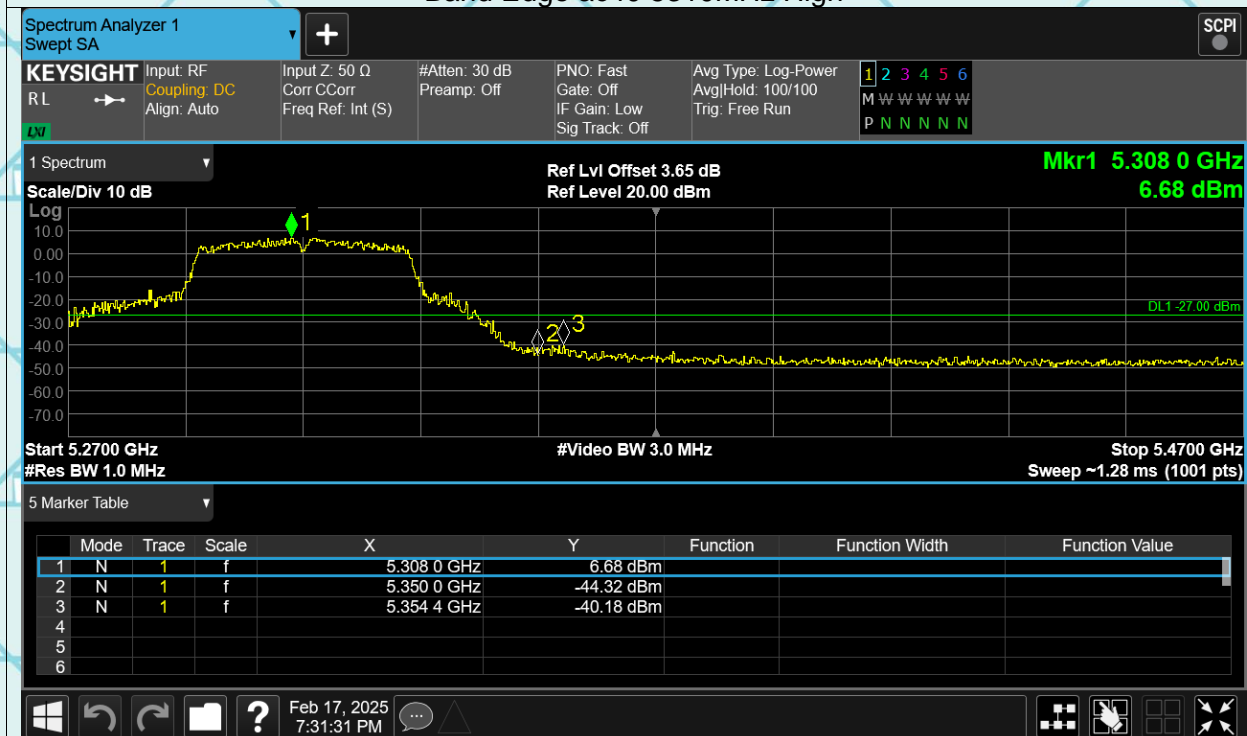 Band Edge ac40 5310MHz High
Spectrum Analyzer 1
Swept SA
SCPI
KEYSIGHT
RL
LXI
Input: RF
Coupling: DC
Align: Auto
Input Z: 50 Ω
Corr CCorr
Freq Ref: Int (S)
#Atten: 30 dB
Preamp: Off
PNO: Fast
Gate: Off
IF Gain: Low
Sig Track: Off
Avg Type: Log-Power
Avg|Hold: 100/100
Trig: Free Run
1 2 3 4 5 6
M W W W W W W
P N N N N N N
1 Spectrum
Scale/Div 10 dB
Ref Lvl Offset 3.65 dB
Ref Level 20.00 dBm
Mkr1 5.308 0 GHz
6.68 dBm
Log
10.0
0.00
-10.0
-20.0
-30.0
-40.0
-50.0
-60.0
-70.0
1
2
3
DL1 -27.00 dBm
Start 5.2700 GHz
#Video BW 3.0 MHz
Stop 5.4700 GHz
#Res BW 1.0 MHz
Sweep ~1.28 ms (1001 pts)
5 Marker Table
Mode Trace Scale X Y Function Function Width Function Value
1 N 1 f 5.308 0 GHz 6.68 dBm
2 N 1 f 5.350 0 GHz -44.32 dBm
3 N 1 f 5.354 4 GHz -40.18 dBm
4
5
6
?
Feb 17, 2025
7:31:31 PM